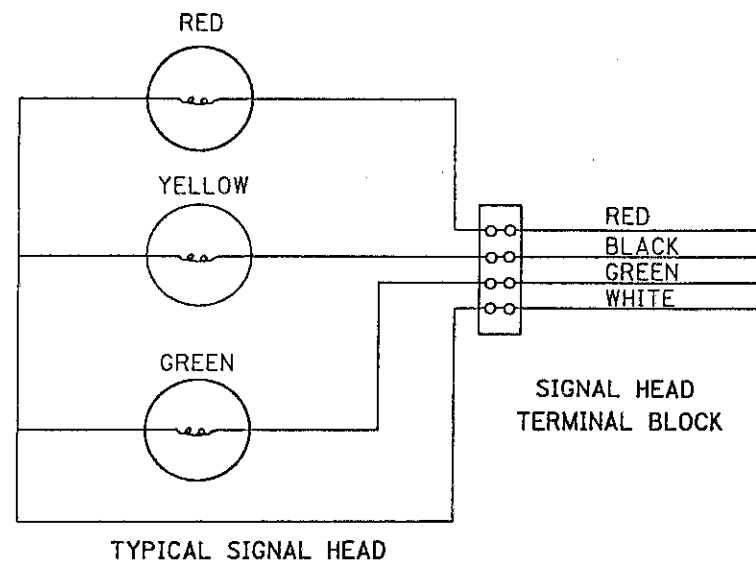 RED
YELLOW
GREEN
RED
BLACK
GREEN
WHITE
SIGNAL HEAD
TERMINAL BLOCK
TYPICAL SIGNAL HEAD